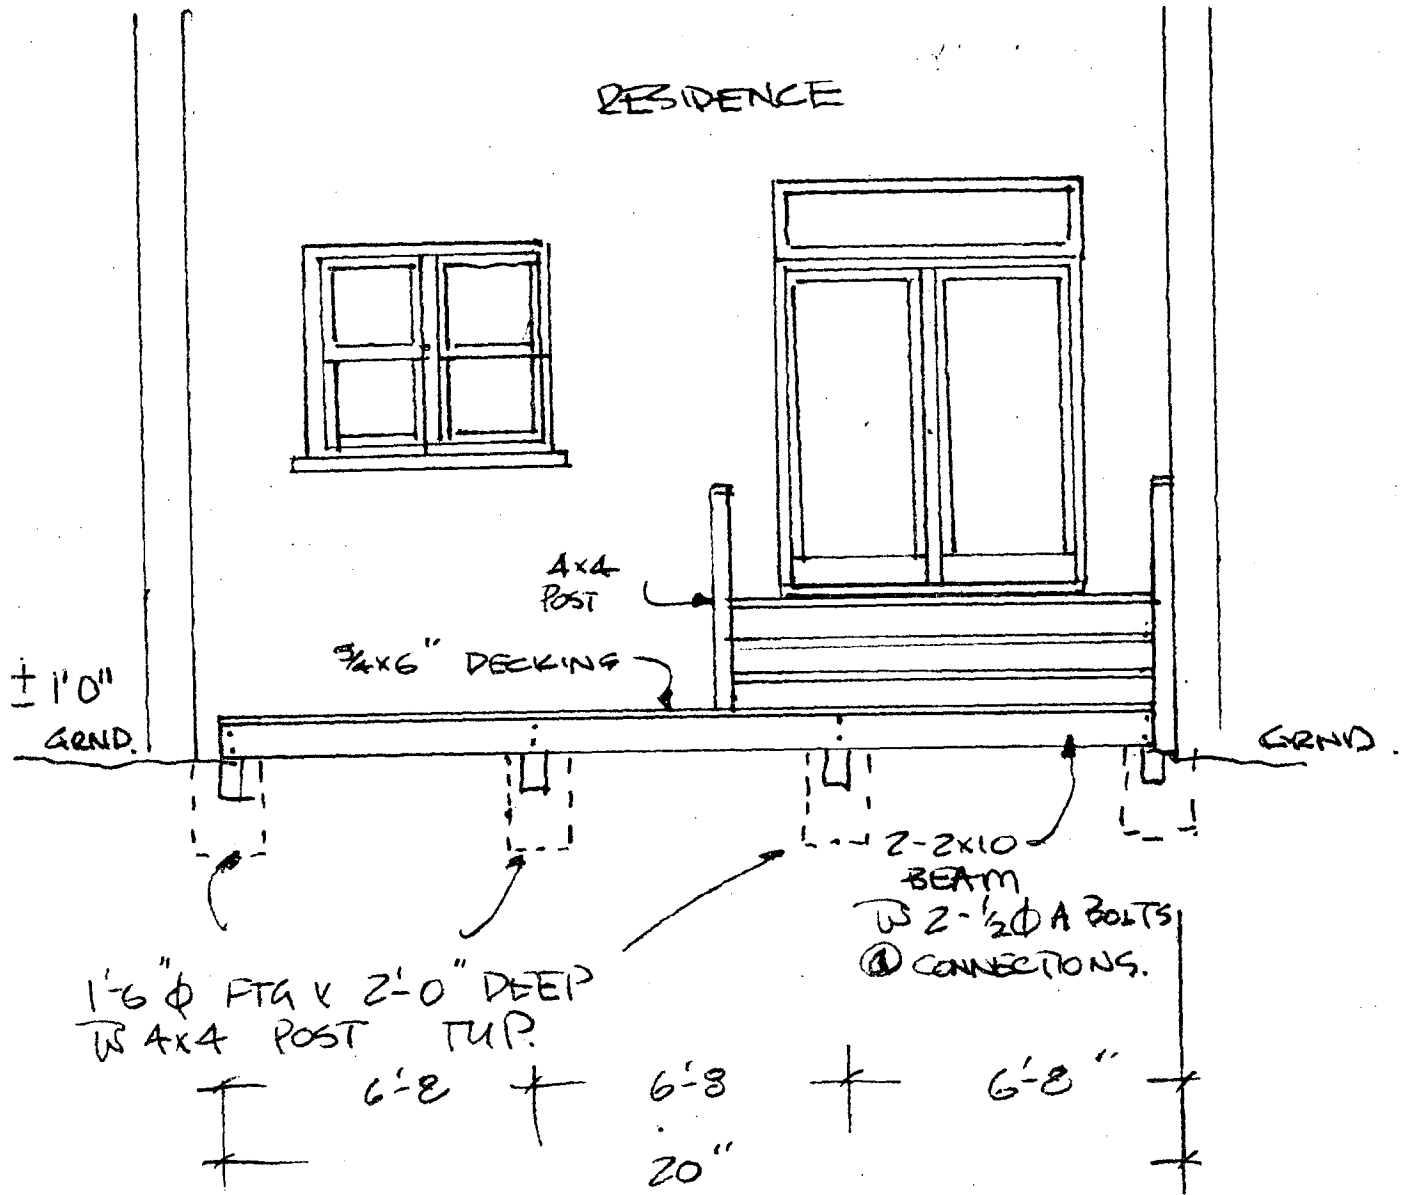 RESIDENCE
4x4
POST
5/4x6" DECKING
± 1'0"
GRND.
GRND.
2-2x10
BEAM
W 2-1/2φ A BOLTS
@ CONNECTIONS.
1'-6"φ FTG x 2'-0" DEEP
W 4x4 POST TYP.
6'-8 6'-8 6'-8"
20"